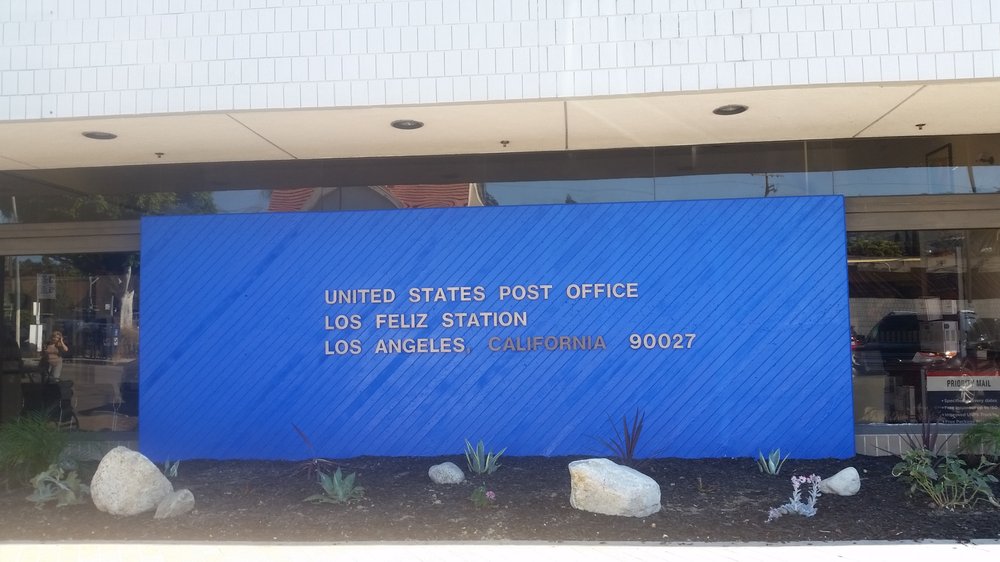 UNITED STATES POST OFFICE
LOS FELIZ STATION
LOS ANGELES, CALIFORNIA 90027
PRIORITY MAIL